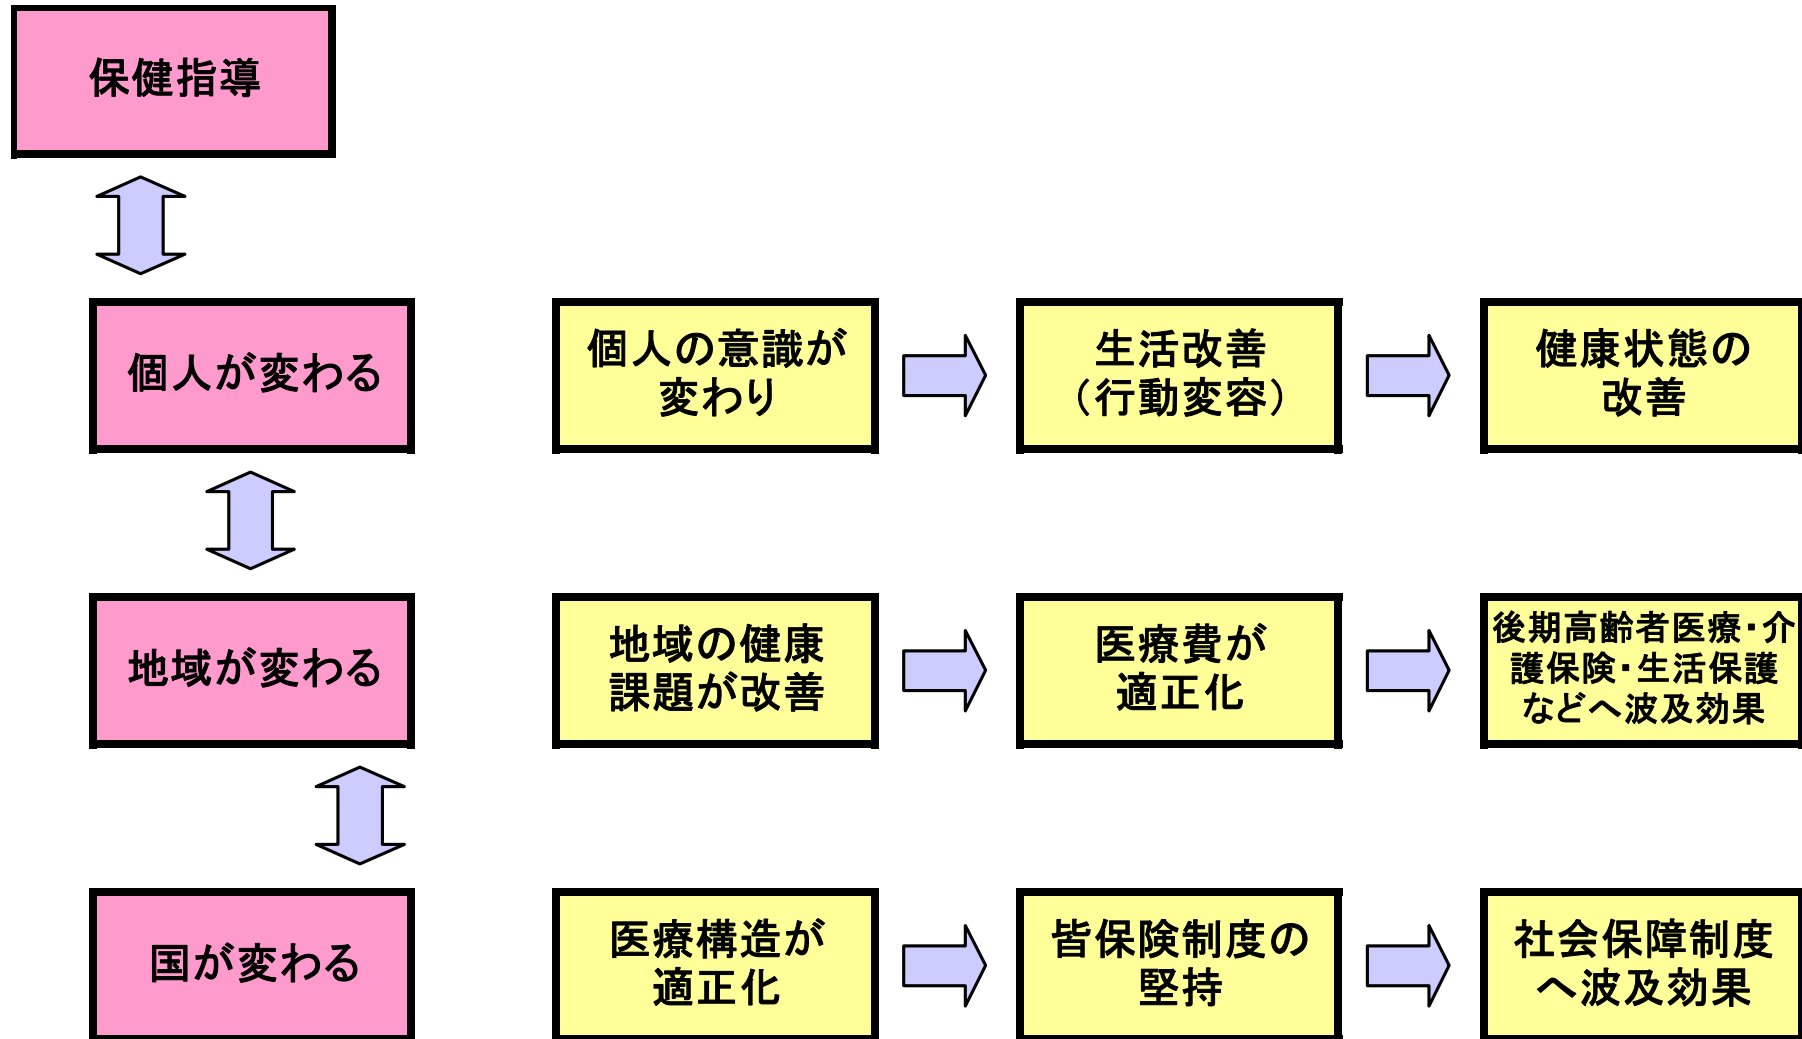 保健指導
個人が変わる
個人の意識が
変わり
生活改善
（行動変容）
健康状態の
改善
地域が変わる
地域の健康
課題が改善
医療費が
適正化
後期高齢者医療・介
護保険・生活保護
などへ波及効果
国が変わる
医療構造が
適正化
皆保険制度の
堅持
社会保障制度
へ波及効果